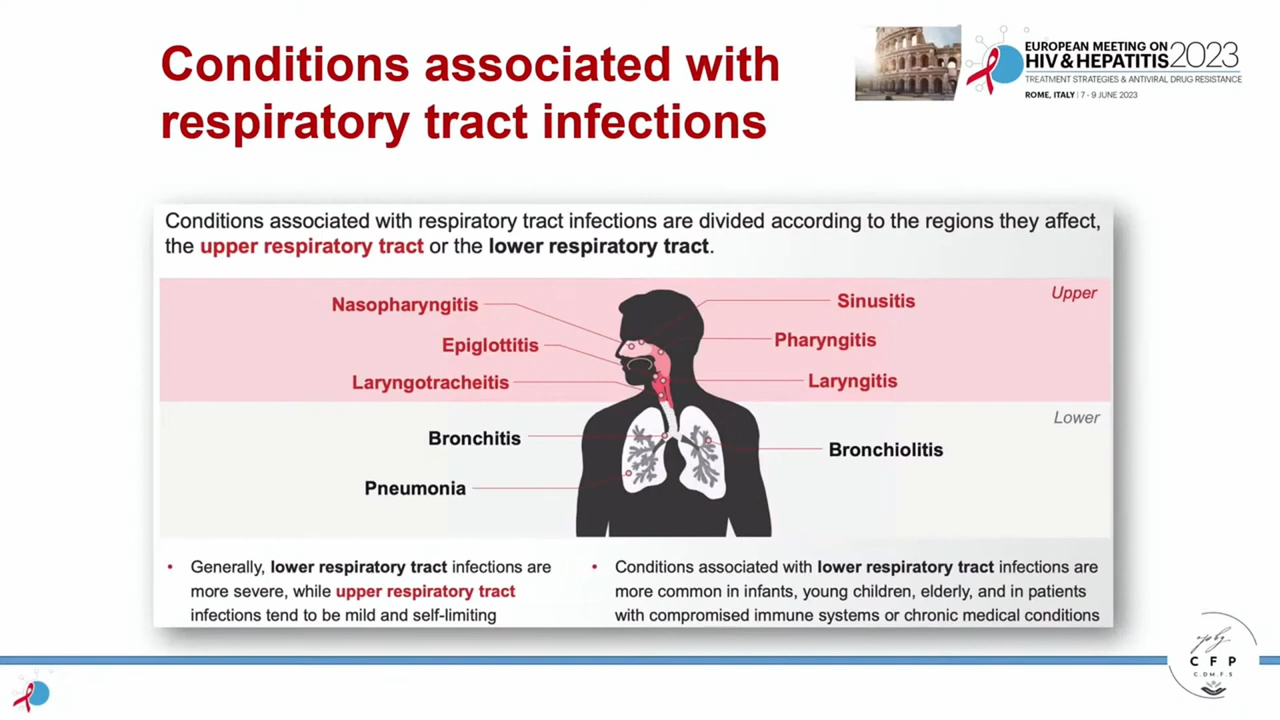 Conditions associated with
respiratory tract infections
EUROPEAN MEETING ON
HIV & HEPATITIS 2023
TREATMENT STRATEGIES & ANTIVIRAL DRUG RESISTANCE
ROME, ITALY | 7 - 9 JUNE 2023
Conditions associated with respiratory tract infections are divided according to the regions they affect,
the upper respiratory tract or the lower respiratory tract.
Upper
Nasopharyngitis
Sinusitis
Epiglottitis
Pharyngitis
Laryngotracheitis
Laryngitis
Lower
Bronchitis
Bronchiolitis
Pneumonia
• Generally, lower respiratory tract infections are
more severe, while upper respiratory tract
infections tend to be mild and self-limiting
• Conditions associated with lower respiratory tract infections are
more common in infants, young children, elderly, and in patients
with compromised immune systems or chronic medical conditions
C F P
C.DM.F.S